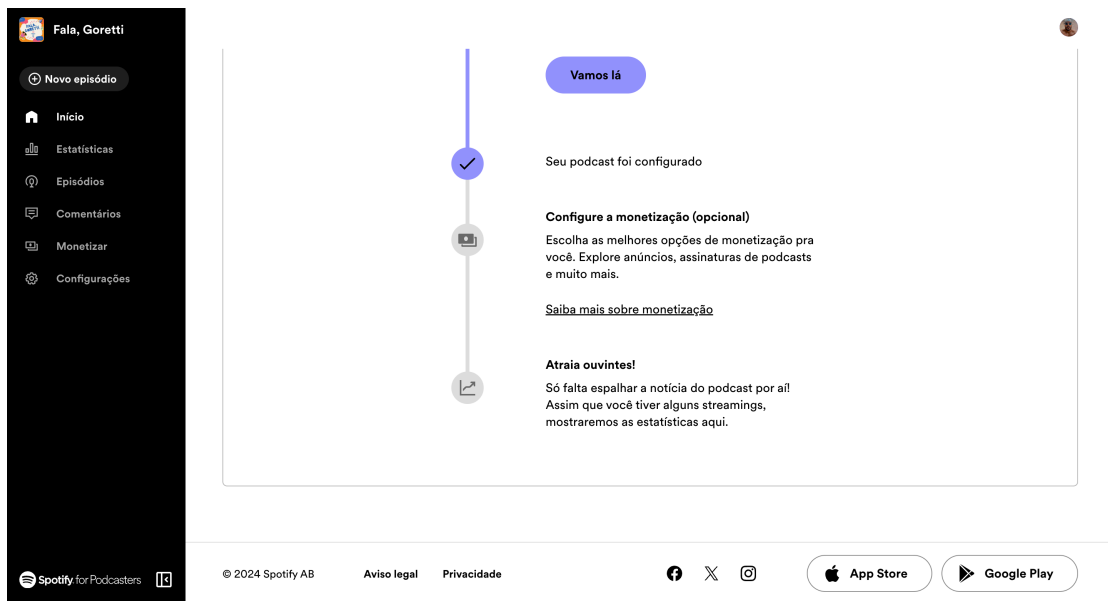 Fala, Goretti
Novo episódio
Início
Estatísticas
Episódios
Comentários
Monetizar
Configurações
Spotify for Podcasters
Vamos lá
Seu podcast foi configurado
Configure a monetização (opcional)
Escolha as melhores opções de monetização pra
você. Explore anúncios, assinaturas de podcasts
e muito mais.
Saiba mais sobre monetização
Atraia ouvintes!
Só falta espalhar a notícia do podcast por aí!
Assim que você tiver alguns streamings,
mostraremos as estatísticas aqui.
© 2024 Spotify AB
Aviso legal
Privacidade
App Store
Google Play